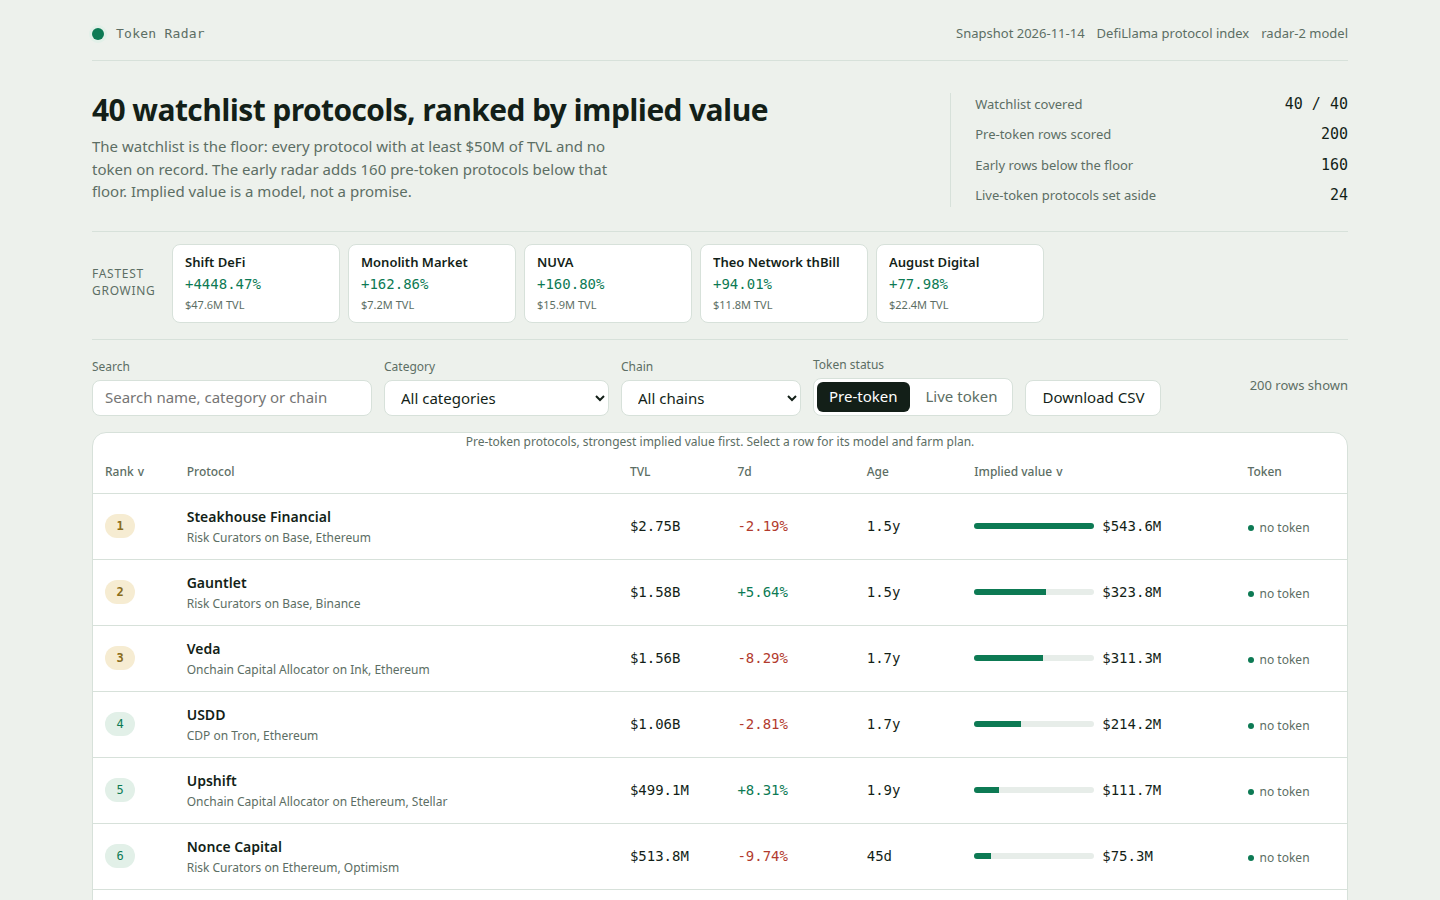 Token Radar
Snapshot 2026-11-14 DefiLlama protocol index radar-2 model
40 watchlist protocols, ranked by implied value
The watchlist is the floor: every protocol with at least $50M of TVL and no
token on record. The early radar adds 160 pre-token protocols below that
floor. Implied value is a model, not a promise.
Watchlist covered 40 / 40
Pre-token rows scored 200
Early rows below the floor 160
Live-token protocols set aside 24
FASTEST
GROWING
Shift DeFi
+4448.47%
$47.6M TVL
Monolith Market
+162.86%
$7.2M TVL
NUVA
+160.80%
$15.9M TVL
Theo Network thBill
+94.01%
$11.8M TVL
August Digital
+77.98%
$22.4M TVL
Search
Search name, category or chain
Category
All categories
Chain
All chains
Token status
Pre-token Live token
Download CSV
200 rows shown
Pre-token protocols, strongest implied value first. Select a row for its model and farm plan.
Rank v Protocol TVL 7d Age Implied value v Token
1 Steakhouse Financial $2.75B -2.19% 1.5y $543.6M no token
Risk Curators on Base, Ethereum
2 Gauntlet $1.58B +5.64% 1.5y $323.8M no token
Risk Curators on Base, Binance
3 Veda $1.56B -8.29% 1.7y $311.3M no token
Onchain Capital Allocator on Ink, Ethereum
4 USDD $1.06B -2.81% 1.7y $214.2M no token
CDP on Tron, Ethereum
5 Upshift $499.1M +8.31% 1.9y $111.7M no token
Onchain Capital Allocator on Ethereum, Stellar
6 Nonce Capital $513.8M -9.74% 45d $75.3M no token
Risk Curators on Ethereum, Optimism